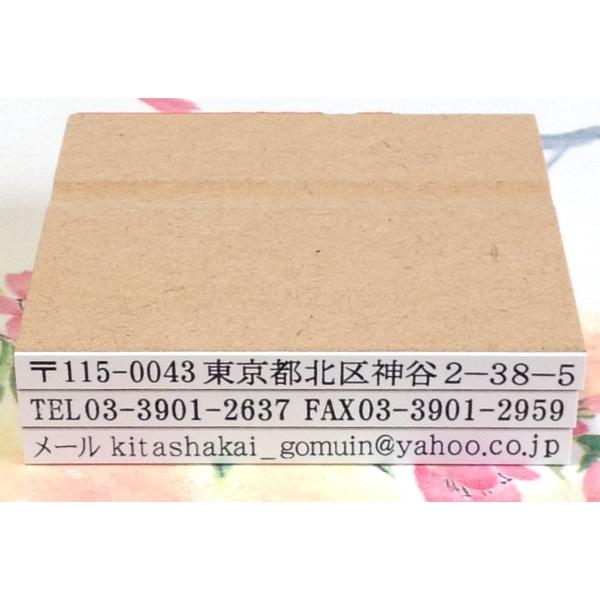 〒115-0043 東京都北区神谷2-38-5
TEL03-3901-2637 FAX03-3901-2959
メール kitashakai_gomuin@yahoo.co.jp